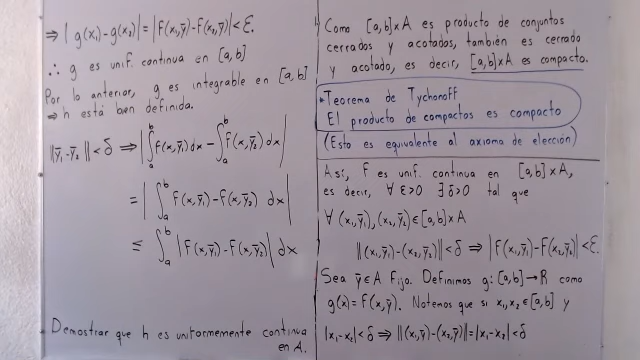 ⇒ | g(x₁)-g(x₂)| = |F(x₁,ȳ)-F(x₂,ȳ)| < ε.
∴ g es unif. continua en [a,b]
Por lo anterior, g es integrable en [a,b]
⇒ h está bien definida.
‖ȳ₁-ȳ₂‖<δ ⇒ |∫ₐᵇ F(x,ȳ₁)dx - ∫ₐᵇ F(x,ȳ₂)dx|
= |∫ₐᵇ F(x,ȳ₁)-F(x,ȳ₂) dx|
≤ ∫ₐᵇ |F(x,ȳ₁)-F(x,ȳ₂)| dx
Demostrar que h es uniformemente continua
en A.
Como [a,b]×A es producto de conjuntos
cerrados y acotados, también es cerrado
y acotado, es decir, [a,b]×A es compacto.
• Teorema de Tychonoff
El producto de compactos es compacto
(Esto es equivalente al axioma de elección)
Así, F es unif. continua en [a,b]×A,
es decir, ∀ ε>0 ∃ δ>0 tal que
∀ (x₁,ȳ₁),(x₂,ȳ₂)∈[a,b]×A
‖(x₁,ȳ₁)-(x₂,ȳ₂)‖<δ ⇒ |F(x₁,ȳ₁)-F(x₂,ȳ₂)|<ε.
Sea ȳ∈A Fijo. Definimos g:[a,b]→R como
g(x)=F(x,ȳ). Notemos que si x₁,x₂∈[a,b] y
|x₁-x₂|<δ ⇒ ‖(x₁,ȳ)-(x₂,ȳ)‖=|x₁-x₂|<δ